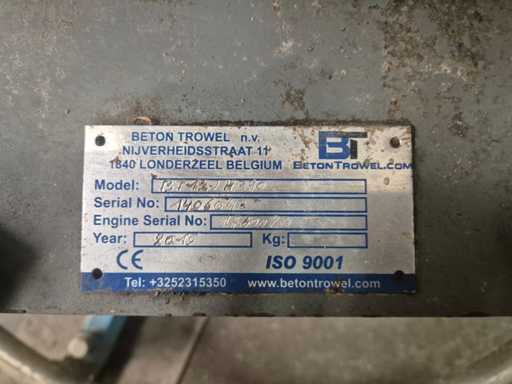 BETON TROWEL n.v.
NIJVERHEIDSSTRAAT 11
1840 LONDERZEEL BELGIUM
BT
BETONTROWEL.COM
Model:
Serial No:
Engine Serial No:
Year:
Kg:
CE
ISO 9001
Tel: +3252315350
www.betontrowel.com